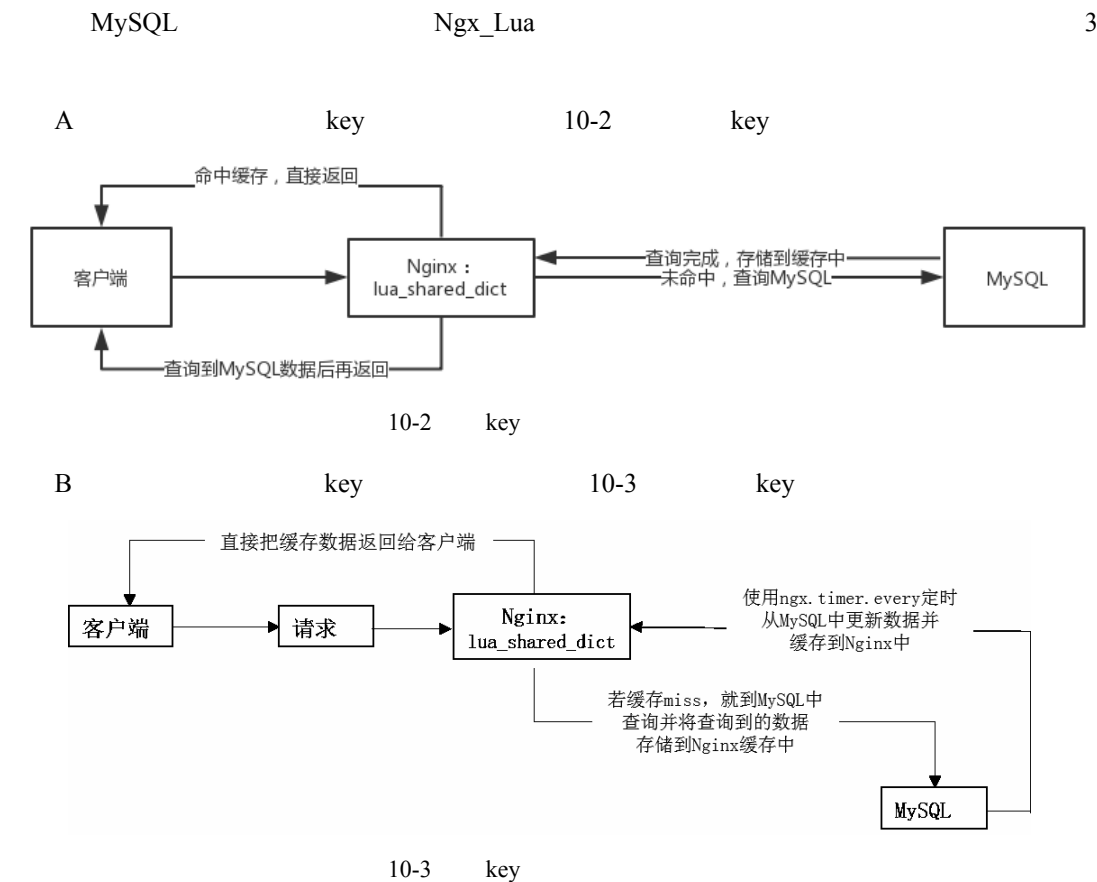 MySQL Ngx_Lua 3
A key 10-2 key
命中缓存，直接返回
客户端
Nginx：
lua_shared_dict
查询完成，存储到缓存中
未命中，查询MySQL
MySQL
查询到MySQL数据后再返回
10-2 key
B key 10-3 key
直接把缓存数据返回给客户端
客户端
请求
Nginx：
lua_shared_dict
使用ngx.timer.every定时
从MySQL中更新数据并
缓存到Nginx中
若缓存miss，就到MySQL中
查询并将查询到的数据
存储到Nginx缓存中
MySQL
10-3 key